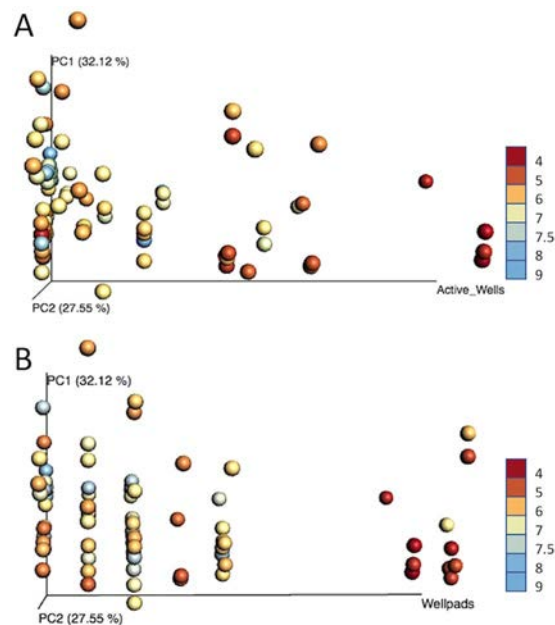 A
PC1 (32.12 %)
4
5
6
7
7.5
8
9
Active_Wells
PC2 (27.55 %)
B
PC1 (32.12 %)
4
5
6
7
7.5
8
9
Wellpads
PC2 (27.55 %)